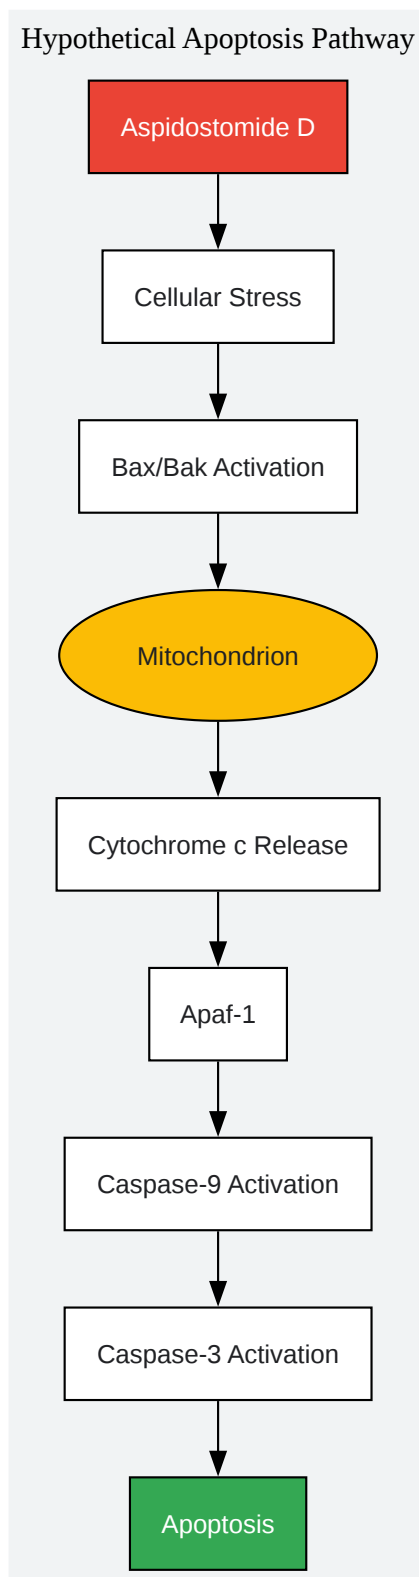 Hypothetical Apoptosis Pathway
Aspidostomide D
Cellular Stress
Bax/Bak Activation
Mitochondrion
Cytochrome c Release
Apaf-1
Caspase-9 Activation
Caspase-3 Activation
Apoptosis